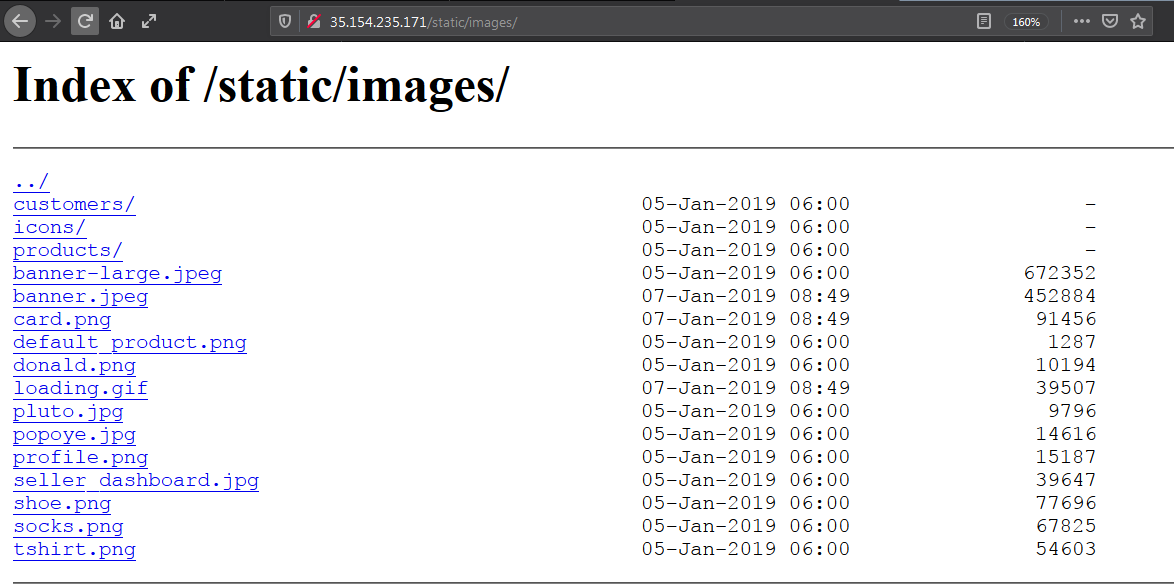 35.154.235.171/static/images/ 160%
Index of /static/images/
../
customers/ 05-Jan-2019 06:00 -
icons/ 05-Jan-2019 06:00 -
products/ 05-Jan-2019 06:00 -
banner-large.jpeg 05-Jan-2019 06:00 672352
banner.jpeg 07-Jan-2019 08:49 452884
card.png 07-Jan-2019 08:49 91456
default_product.png 05-Jan-2019 06:00 1287
donald.png 05-Jan-2019 06:00 10194
loading.gif 07-Jan-2019 08:49 39507
pluto.jpg 05-Jan-2019 06:00 9796
popoye.jpg 05-Jan-2019 06:00 14616
profile.png 05-Jan-2019 06:00 15187
seller_dashboard.jpg 05-Jan-2019 06:00 39647
shoe.png 05-Jan-2019 06:00 77696
socks.png 05-Jan-2019 06:00 67825
tshirt.png 05-Jan-2019 06:00 54603